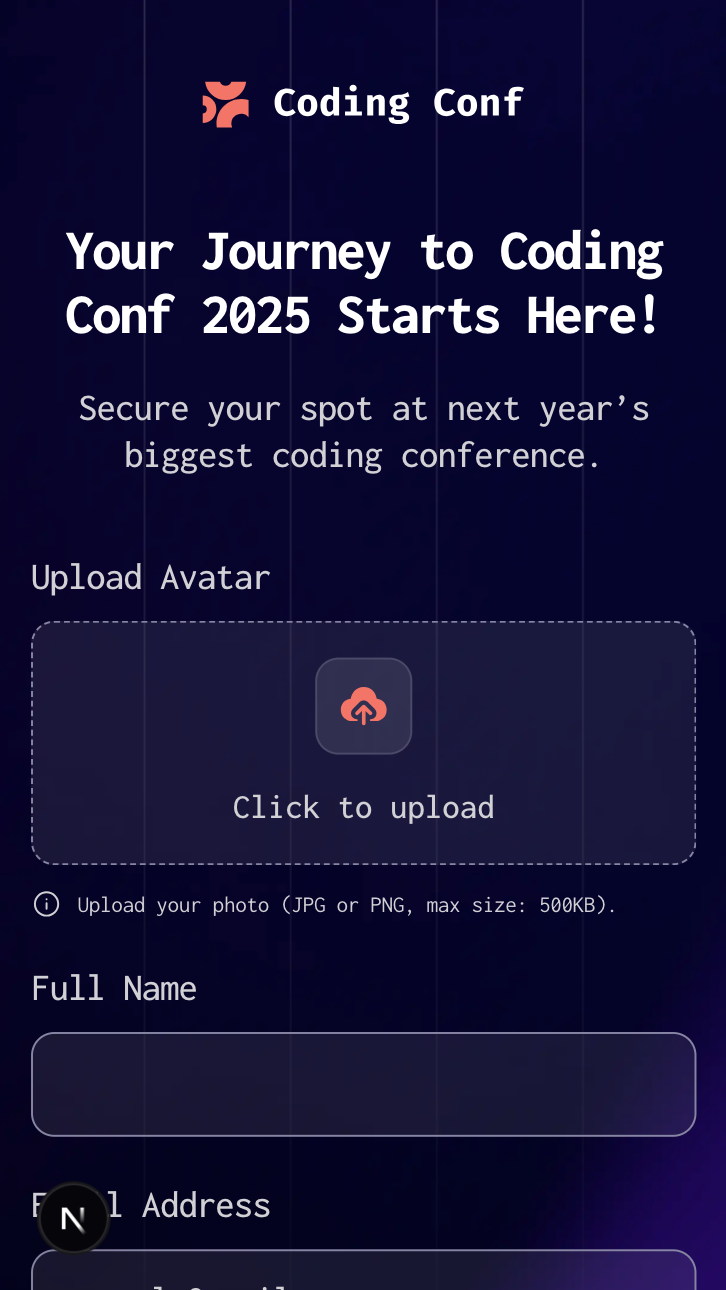 Coding Conf
Your Journey to Coding
Conf 2025 Starts Here!
Secure your spot at next year’s
biggest coding conference.
Upload Avatar
Click to upload
Upload your photo (JPG or PNG, max size: 500KB).
Full Name
Address